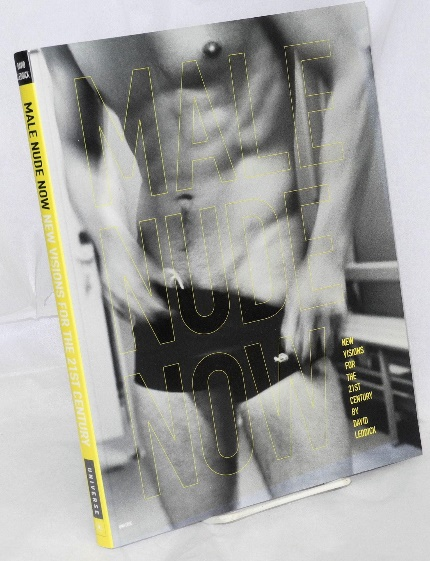 DAVID
LEDDICK
MALE NUDE NOW NEW VISIONS FOR THE 21ST CENTURY
UNIVERSE
MALE
NUDE
NOW
NEW
VISIONS
FOR
THE
21ST
CENTURY
BY
DAVID
LEDDICK